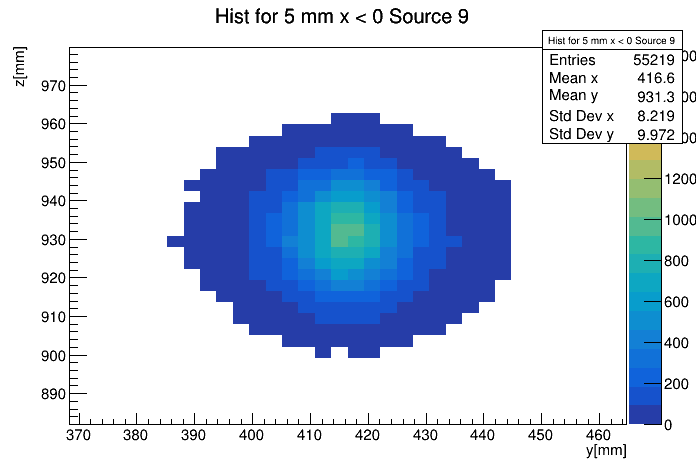 Hist for 5 mm x < 0 Source 9
Hist for 5 mm x < 0 Source 9
Entries 55219
Mean x 416.6
Mean y 931.3
Std Dev x 8.219
Std Dev y 9.972
z[mm]
970
960
950
940
930
920
910
900
890
370 380 390 400 410 420 430 440 450 460
y[mm]
1200
1000
800
600
400
200
0